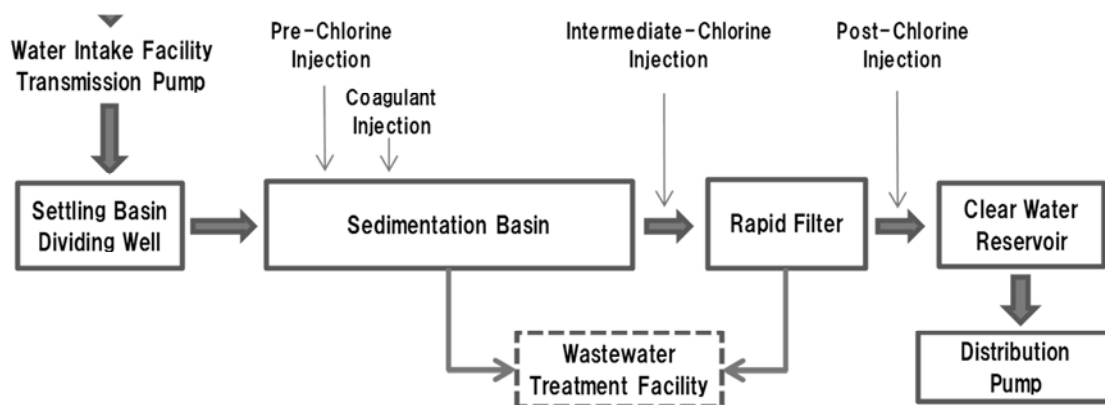 Water Intake Facility
Transmission Pump
Pre-Chlorine
Injection
Coagulant
Injection
Intermediate-Chlorine
Injection
Post-Chlorine
Injection
Settling Basin
Dividing Well
Sedimentation Basin
Rapid Filter
Clear Water
Reservoir
Wastewater
Treatment Facility
Distribution
Pump